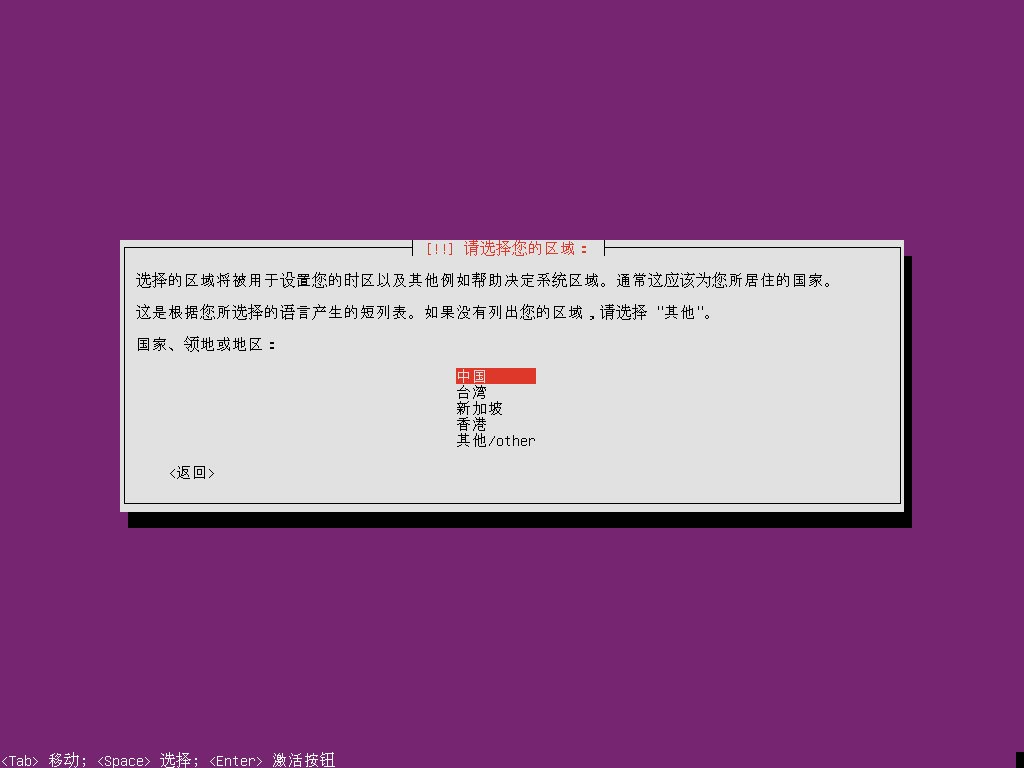 [!!] 请选择您的区域：
选择的区域将被用于设置您的时区以及其他例如帮助决定系统区域。通常这应该为您所居住的国家。
这是根据您所选择的语言产生的短列表。如果没有列出您的区域，请选择 "其他"。
国家、领地或地区：
中国
台湾
新加坡
香港
其他/other
<返回>
<Tab> 移动; <Space> 选择; <Enter> 激活按钮